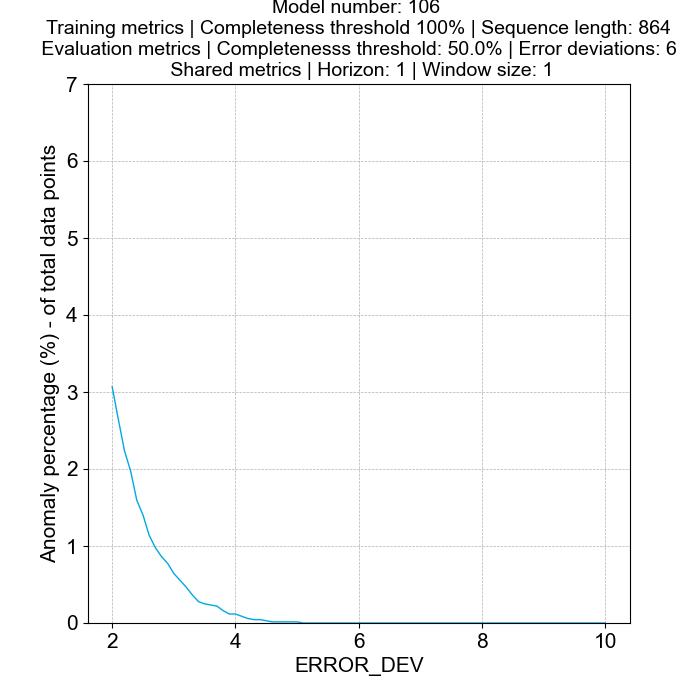 Model number: 106
Training metrics | Completeness threshold 100% | Sequence length: 864
Evaluation metrics | Completenesss threshold: 50.0% | Error deviations: 6
Shared metrics | Horizon: 1 | Window size: 1
7
6
5
4
3
2
1
0
Anomaly percentage (%) - of total data points
2 4 6 8 10
ERROR_DEV